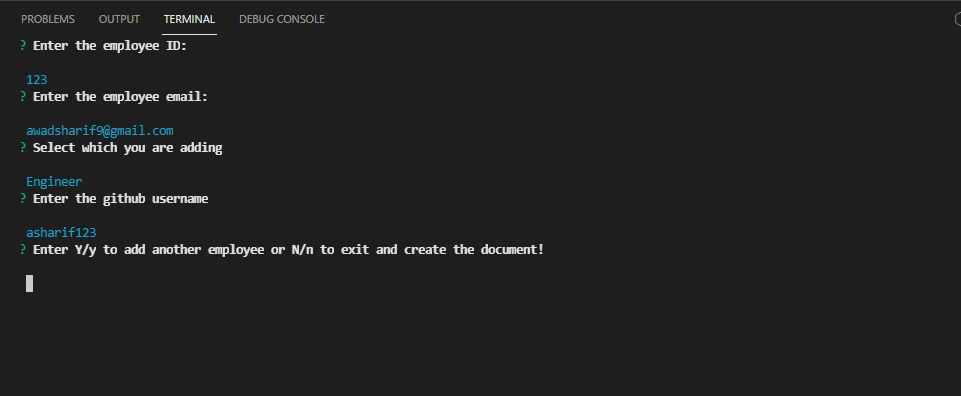 PROBLEMS OUTPUT TERMINAL DEBUG CONSOLE
? Enter the employee ID:
123
? Enter the employee email:
awadsharif9@gmail.com
? Select which you are adding
Engineer
? Enter the github username
asharif123
? Enter Y/y to add another employee or N/n to exit and create the document!